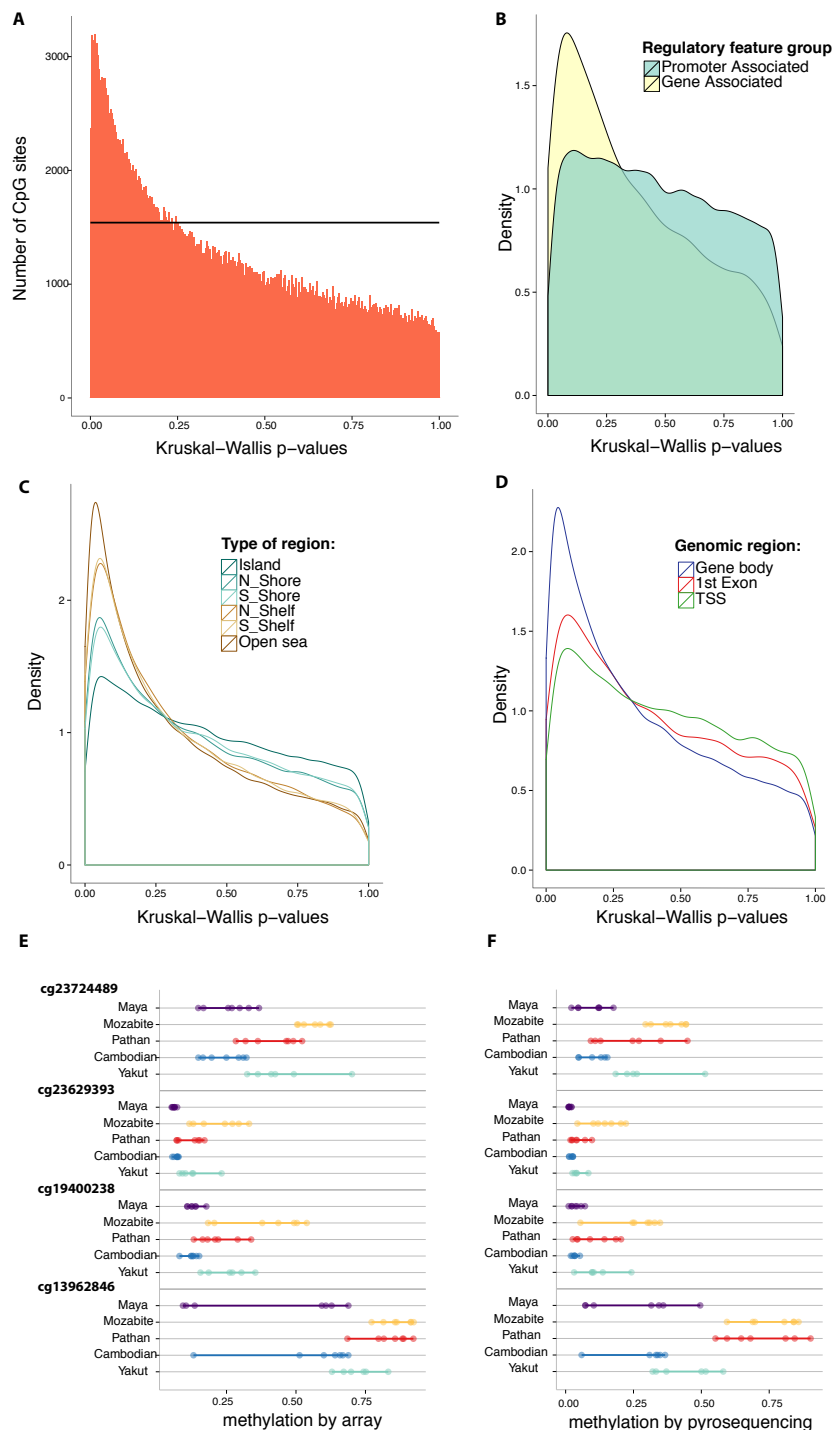 A
3000
2000
1000
0
Number of CpG sites
0.00 0.25 0.50 0.75 1.00
Kruskal−Wallis p−values
B
Regulatory feature group
Promoter Associated
Gene Associated
1.5
1.0
0.5
0.0
Density
0.00 0.25 0.50 0.75 1.00
Kruskal−Wallis p−values
C
Type of region:
Island
N_Shore
S_Shore
N_Shelf
S_Shelf
Open sea
2
1
0
Density
0.00 0.25 0.50 0.75 1.00
Kruskal−Wallis p−values
D
Genomic region:
Gene body
1st Exon
TSS
2.0
1.5
1.0
0.5
0.0
Density
0.00 0.25 0.50 0.75 1.00
Kruskal−Wallis p−values
E
cg23724489
Maya
Mozabite
Pathan
Cambodian
Yakut
cg23629393
Maya
Mozabite
Pathan
Cambodian
Yakut
cg19400238
Maya
Mozabite
Pathan
Cambodian
Yakut
cg13962846
Maya
Mozabite
Pathan
Cambodian
Yakut
0.25 0.50 0.75
methylation by array
F
Maya
Mozabite
Pathan
Cambodian
Yakut
Maya
Mozabite
Pathan
Cambodian
Yakut
Maya
Mozabite
Pathan
Cambodian
Yakut
Maya
Mozabite
Pathan
Cambodian
Yakut
0.00 0.25 0.50 0.75
methylation by pyrosequencing